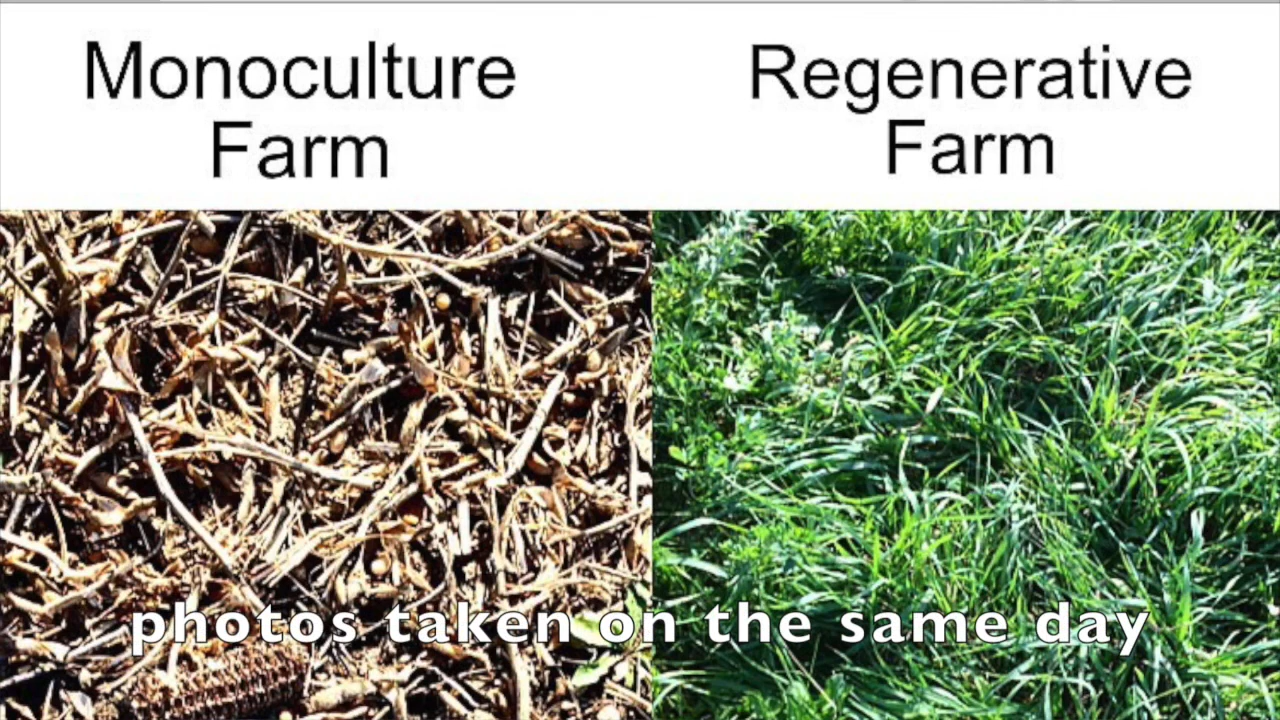 Monoculture
Farm
Regenerative
Farm
photos taken on the same day